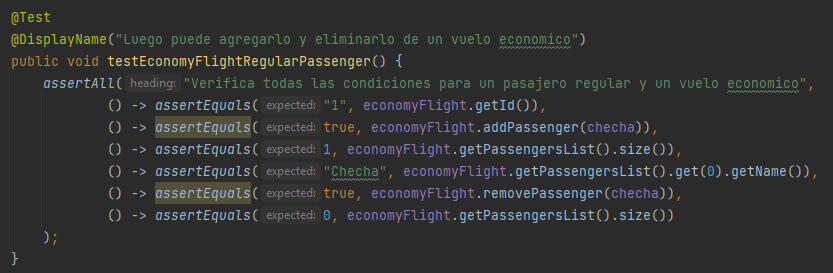 @Test
@DisplayName("Luego puede agregarlo y eliminarlo de un vuelo economico")
public void testEconomyFlightRegularPassenger() {
assertAll( heading: "Verifica todas las condiciones para un pasajero regular y un vuelo economico",
() -> assertEquals( expected: "1", economyFlight.getId()),
() -> assertEquals( expected: true, economyFlight.addPassenger(checha)),
() -> assertEquals( expected: 1, economyFlight.getPassengersList().size()),
() -> assertEquals( expected: "Checha", economyFlight.getPassengersList().get(0).getName()),
() -> assertEquals( expected: true, economyFlight.removePassenger(checha)),
() -> assertEquals( expected: 0, economyFlight.getPassengersList().size())
);
}